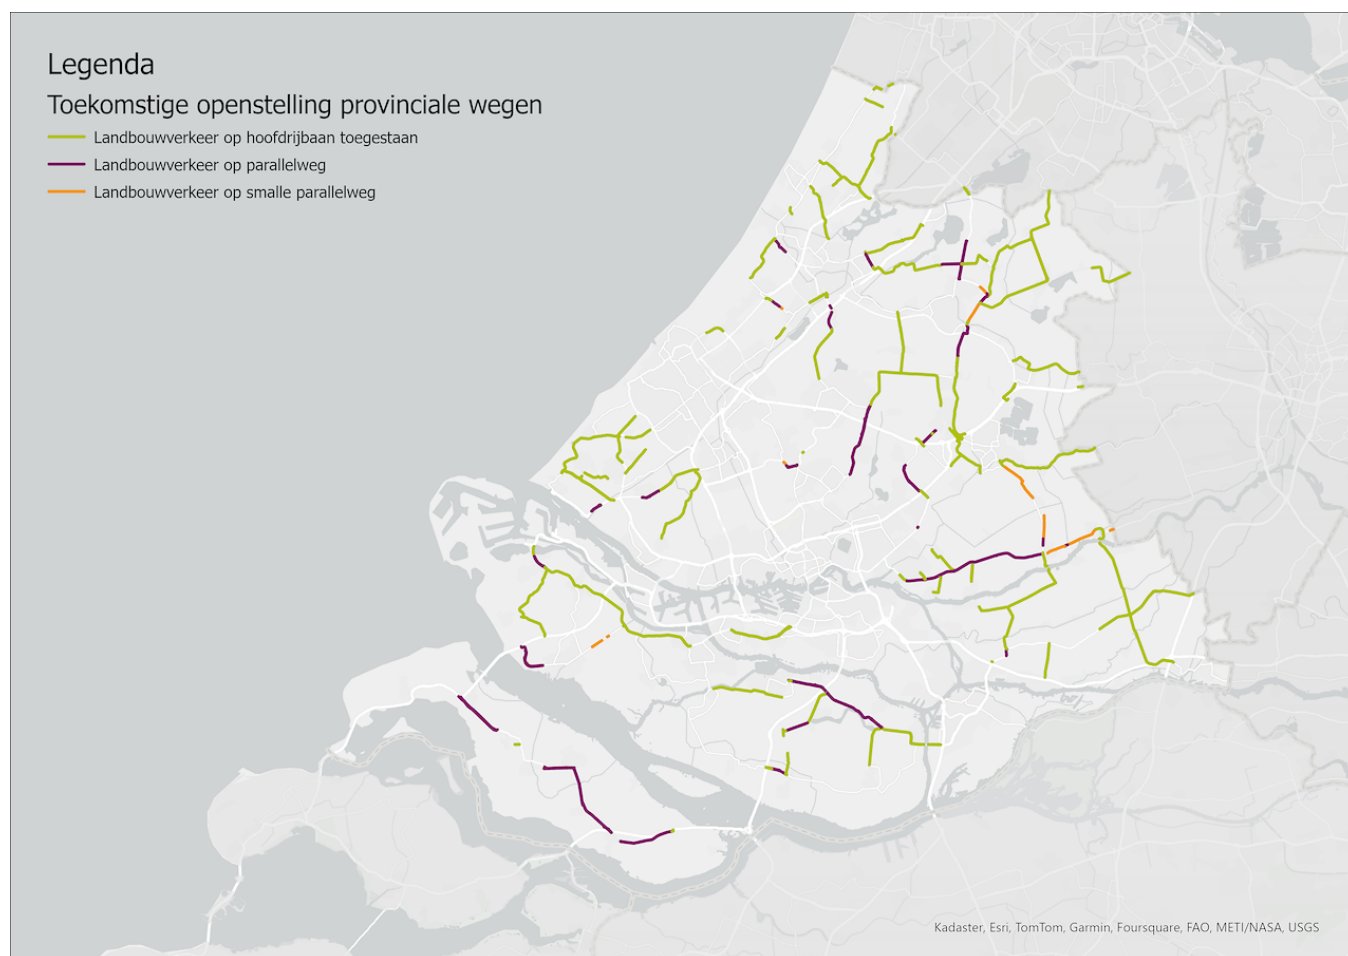 Legenda
Toekomstige openstelling provinciale wegen
Landbouwverkeer op hoofdrijbaan toegestaan
Landbouwverkeer op parallelweg
Landbouwverkeer op smalle parallelweg
Kadaster, Esri, TomTom, Garmin, Foursquare, FAO, METI/NASA, USGS